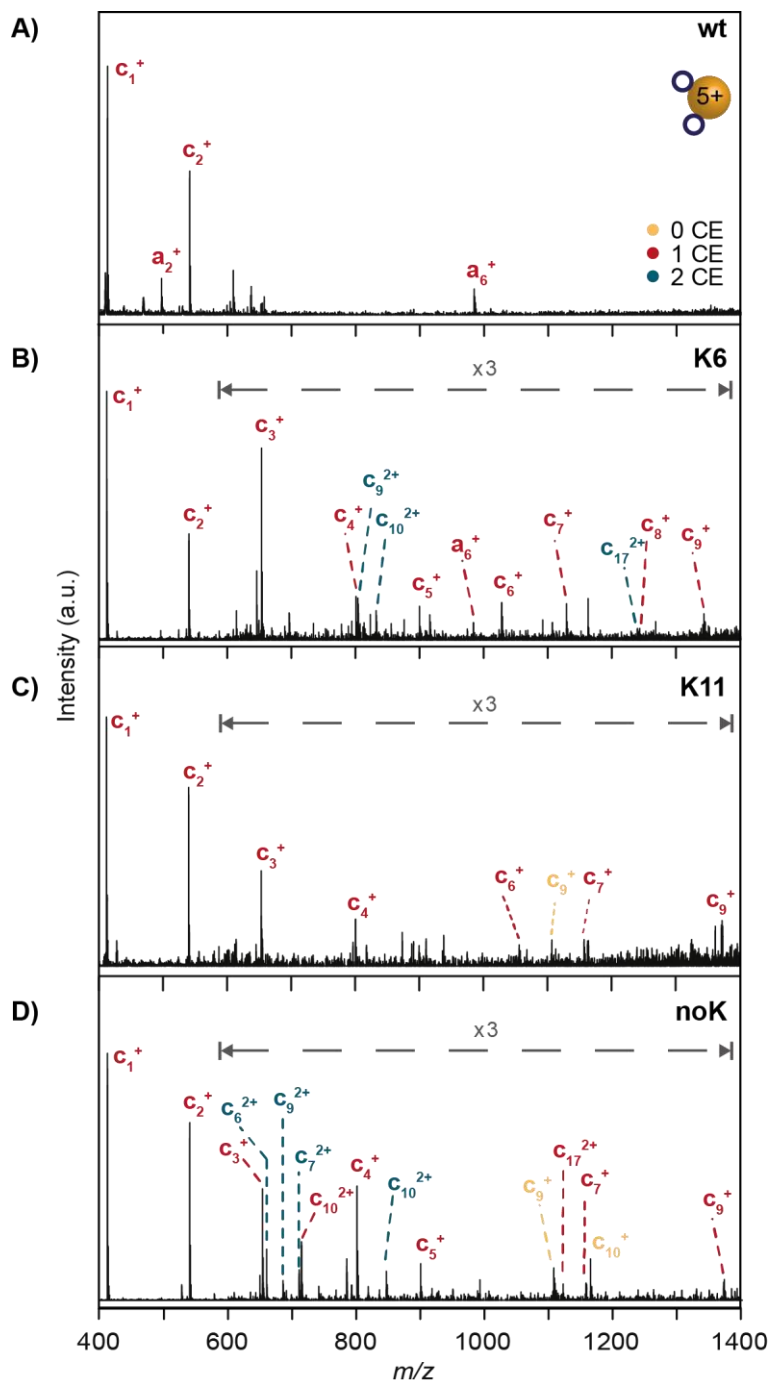 A)
wt
c₁⁺
5+
c₂⁺
a₂⁺
a₆⁺
0 CE
1 CE
2 CE
B)
K6
x3
c₁⁺
c₃⁺
c₂⁺
c₄⁺
c₉²⁺
c₁₀²⁺
c₅⁺
a₆⁺
c₆⁺
c₇⁺
c₁₇²⁺
c₈⁺
c₉⁺
C)
K11
x3
c₁⁺
c₂⁺
c₃⁺
c₄⁺
c₆⁺
c₉⁺
c₇⁺
c₉⁺
D)
noK
x3
c₁⁺
c₂⁺
c₆²⁺
c₃⁺
c₉²⁺
c₇²⁺
c₁₀²⁺
c₄⁺
c₁₀²⁺
c₅⁺
c₉⁺
c₁₇²⁺
c₇⁺
c₁₀⁺
c₉⁺
Intensity (a.u.)
400 600 800 1000 1200 1400
m/z